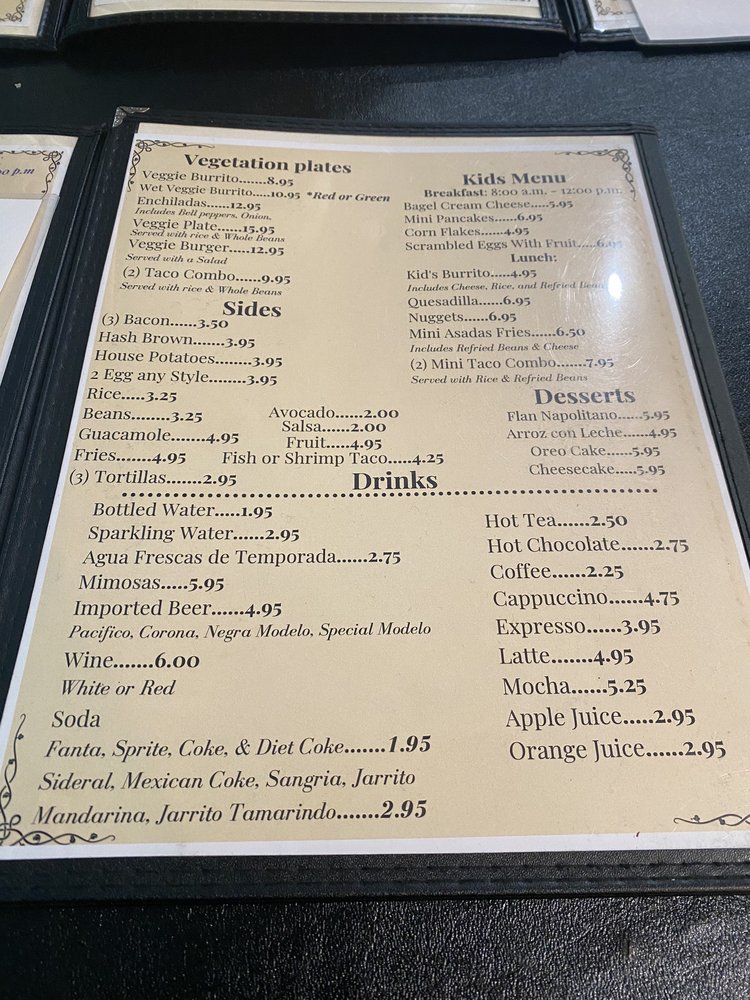 00 p.m
Vegetation plates
Veggie Burrito.......8.95
Wet Veggie Burrito.....10.95 *Red or Green
Enchiladas.......12.95
Includes Bell peppers, Onion.
Veggie Plate......15.95
Served with rice & Whole Beans
Veggie Burger......12.95
Served with a Salad
(2) Taco Combo......9.95
Served with rice & Whole Beans
Sides
(3) Bacon......3.50
Hash Brown.......3.95
House Potatoes........3.95
2 Egg any Style........3.95
Rice.....3.25
Beans........3.25
Guacamole.......4.95
Fries........4.95
(3) Tortillas.......2.95
Avocado......2.00
Salsa......2.00
Fruit......4.95
Fish or Shrimp Taco.....4.25
Kids Menu
Breakfast: 8:00 a.m. - 12:00 p.m.
Bagel Cream Cheese.....5.95
Mini Pancakes......6.95
Corn Flakes......4.95
Scrambled Eggs With Fruit.....6.95
Lunch:
Kid's Burrito.....4.95
Includes Cheese, Rice, and Refried Beans
Quesadilla......6.95
Nuggets......6.95
Mini Asadas Fries......6.50
Includes Refried Beans & Cheese
(2) Mini Taco Combo.......7.95
Served with Rice & Refried Beans
Desserts
Flan Napolitano......5.95
Arroz con Leche......4.95
Oreo Cake......5.95
Cheesecake.....5.95
Drinks
Bottled Water.....1.95
Sparkling Water......2.95
Agua Frescas de Temporada......2.75
Mimosas.....5.95
Imported Beer......4.95
Pacifico, Corona, Negra Modelo, Special Modelo
Wine.......6.00
White or Red
Soda
Fanta, Sprite, Coke, & Diet Coke.......1.95
Sideral, Mexican Coke, Sangria, Jarrito
Mandarina, Jarrito Tamarindo.......2.95
Hot Tea......2.50
Hot Chocolate......2.75
Coffee......2.25
Cappuccino......4.75
Expresso......3.95
Latte......4.95
Mocha......5.25
Apple Juice.....2.95
Orange Juice......2.95